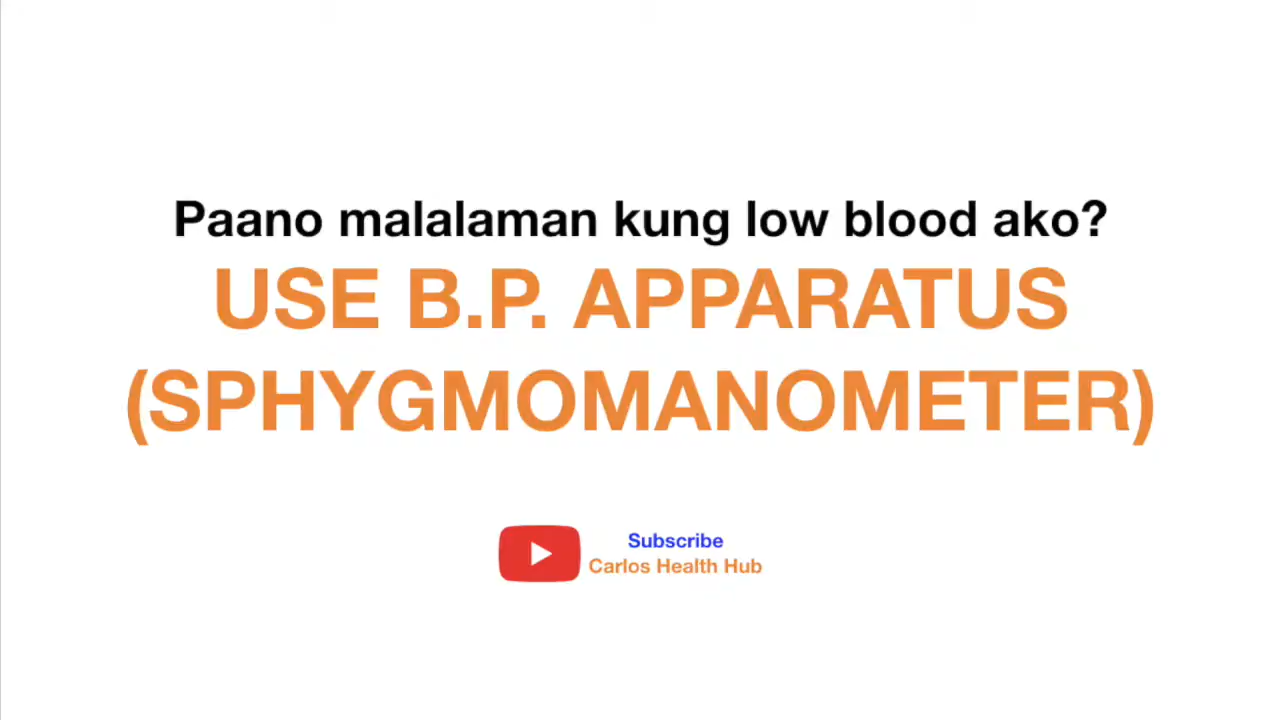 Paano malalaman kung low blood ako?
USE B.P. APPARATUS
(SPHYGMOMANOMETER)
Subscribe
Carlos Health Hub